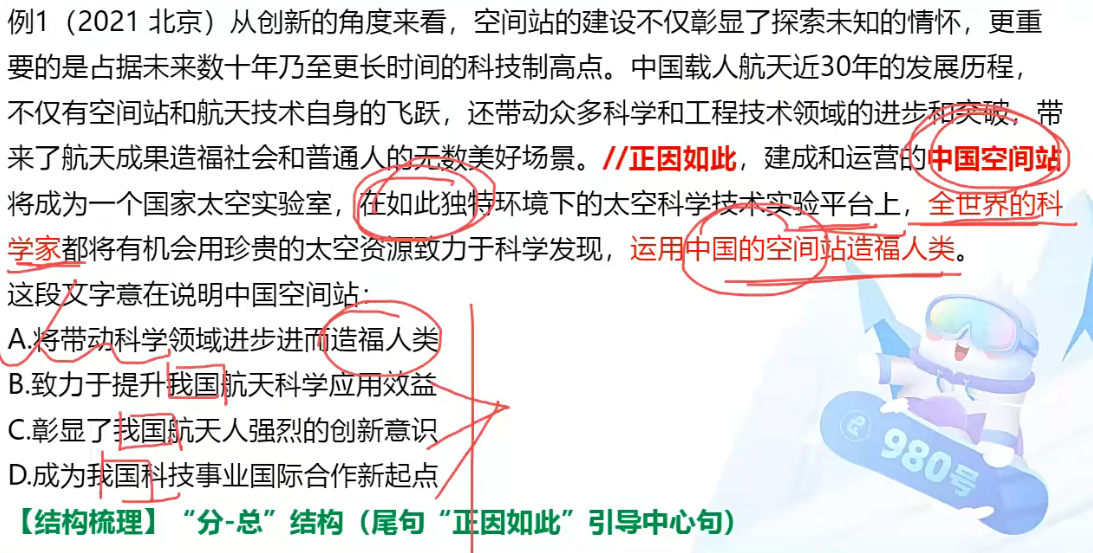 例1（2021 北京）从创新的角度来看，空间站的建设不仅彰显了探索未知的情怀，更重
要的是占据未来数十年乃至更长时间的科技制高点。中国载人航天近30年的发展历程，
不仅有空间站和航天技术自身的飞跃，还带动众多科学和工程技术领域的进步和突破，带
来了航天成果造福社会和普通人的无数美好场景。//正因如此，建成和运营的中国空间站
将成为一个国家太空实验室，在如此独特环境下的太空科学技术实验平台上，全世界的科
学家都将有机会用珍贵的太空资源致力于科学发现，运用中国的空间站造福人类。
这段文字意在说明中国空间站：
A.将带动科学领域进步进而造福人类
B.致力于提升我国航天科学应用效益
C.彰显了我国航天人强烈的创新意识
D.成为我国科技事业国际合作新起点
980号
【结构梳理】“分-总”结构（尾句“正因如此”引导中心句）